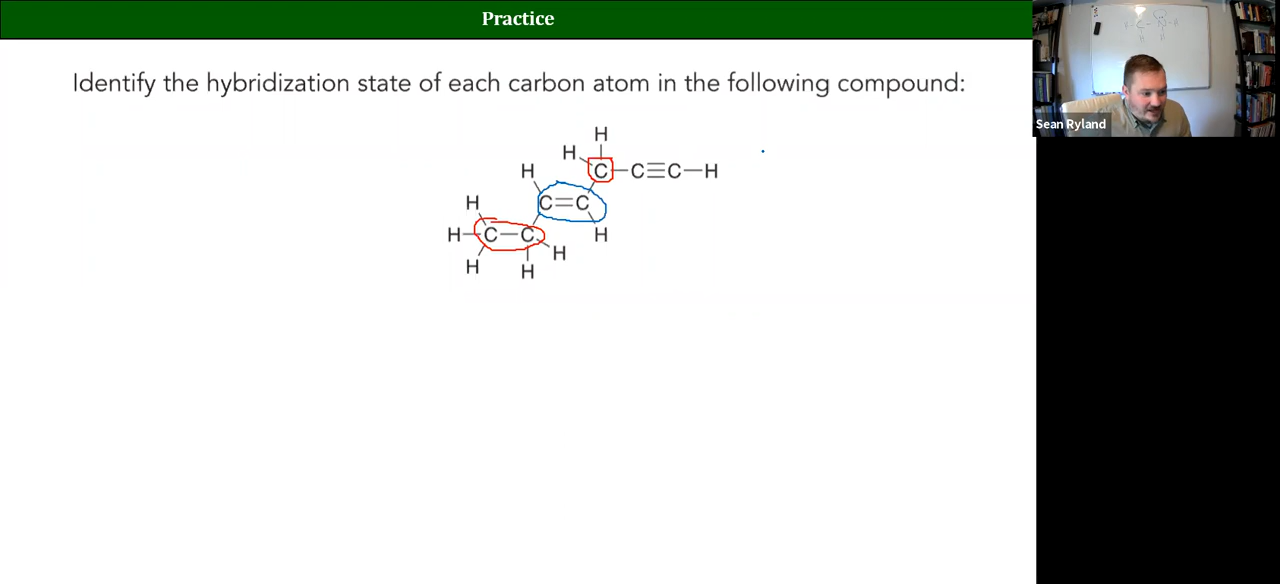 Practice
Identify the hybridization state of each carbon atom in the following compound:
Sean Ryland
H
H
H C–C≡C–H
H C=C
H–C–C H
H H H